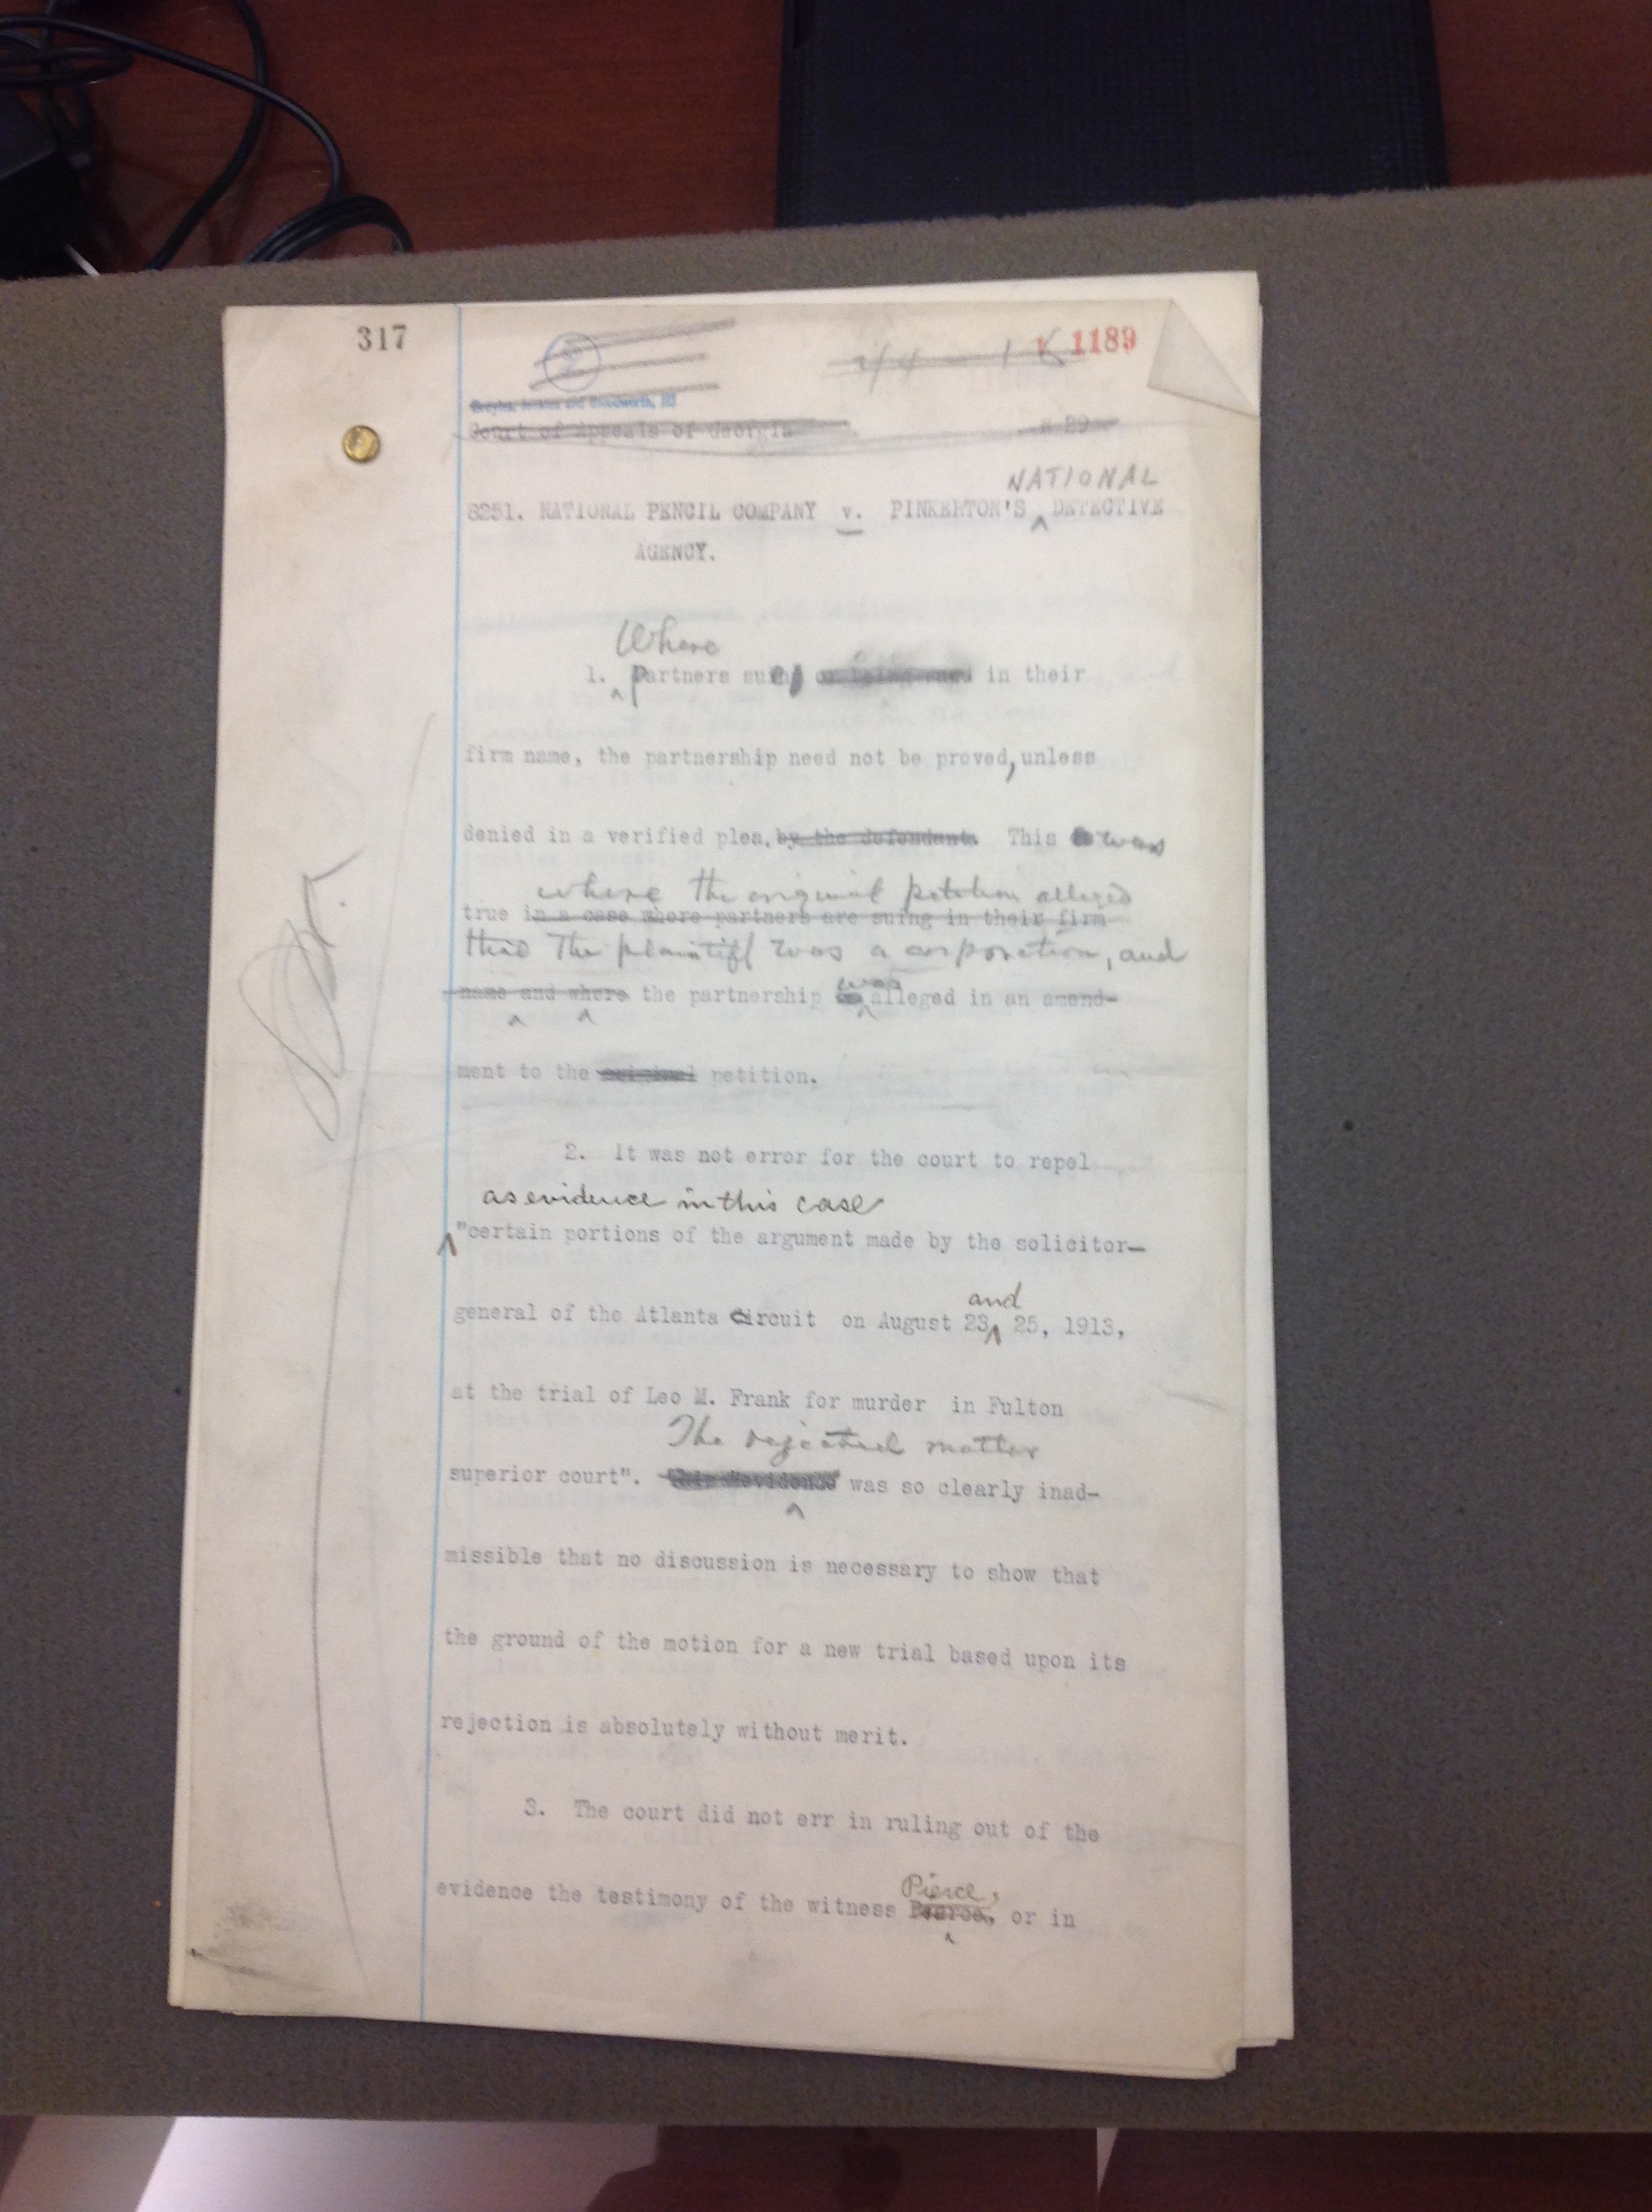 317
1189
Court of Appeals of Georgia
NATIONAL
8251. NATIONAL PENCIL COMPANY v. PINKERTON'S DETECTIVE
AGENCY.
Where
1. partners sue, in their
firm name, the partnership need not be proved, unless
denied in a verified plea, by the defendant. This was
where the original petition alleged
true in a case where partners are suing in their firm
that the plaintiff was a corporation, and
was
name and where the partnership alleged in an amend-
ment to the original petition.
2. It was not error for the court to repel
as evidence in this case
"certain portions of the argument made by the solicitor-
and
general of the Atlanta circuit on August 23, 25, 1913,
at the trial of Leo M. Frank for murder in Fulton
The rejected matter
superior court". was so clearly inad-
missible that no discussion is necessary to show that
the ground of the motion for a new trial based upon its
rejection is absolutely without merit.
3. The court did not err in ruling out of the
Pierce,
evidence the testimony of the witness or in